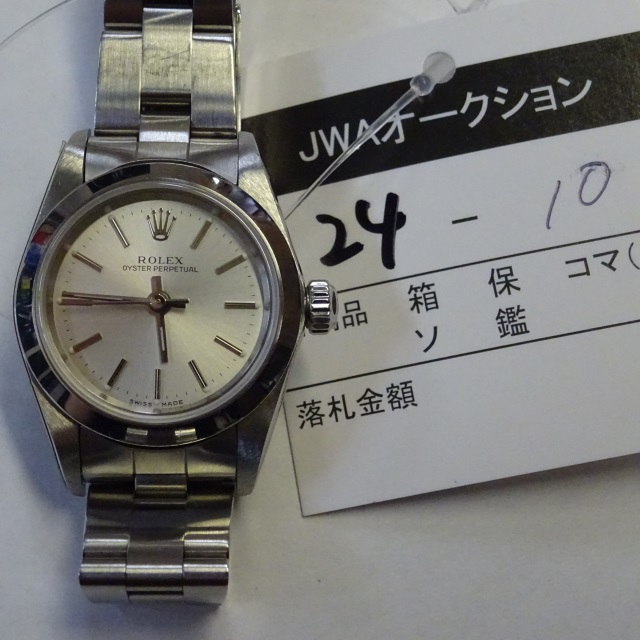 ROLEX
OYSTER PERPETUAL
SWISS MADE
JWAオークション
24 - 10
品 箱 保 コマ(
ソ 鑑
落札金額